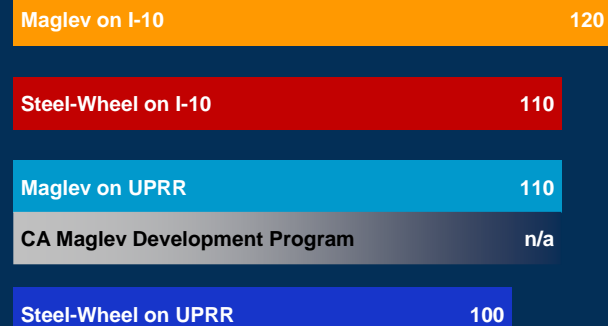 Maglev on I-10 120
Steel-Wheel on I-10 110
Maglev on UPRR 110
CA Maglev Development Program n/a
Steel-Wheel on UPRR 100